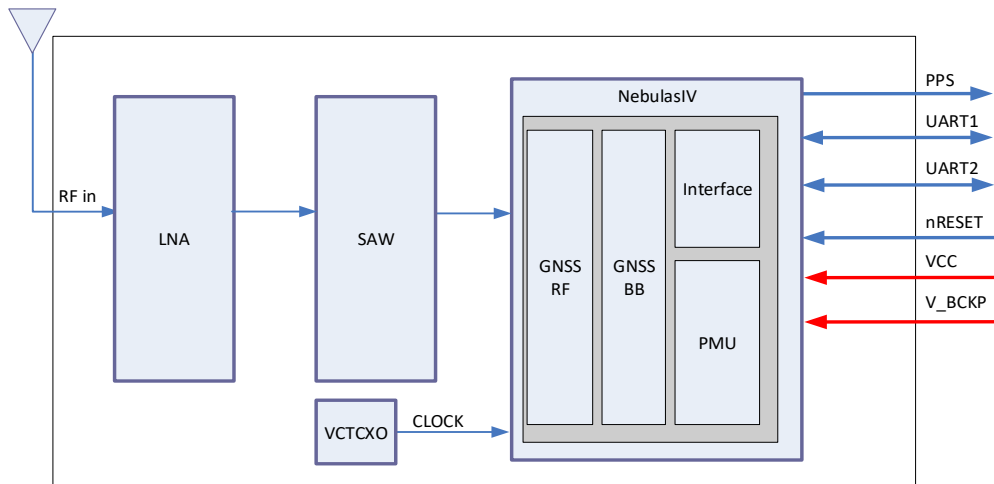 NebulasIV
PPS
UART1
UART2
Interface
RF in
LNA
SAW
nRESET
GNSS
RF
GNSS
BB
VCC
V_BCKP
PMU
VCTCXO
CLOCK